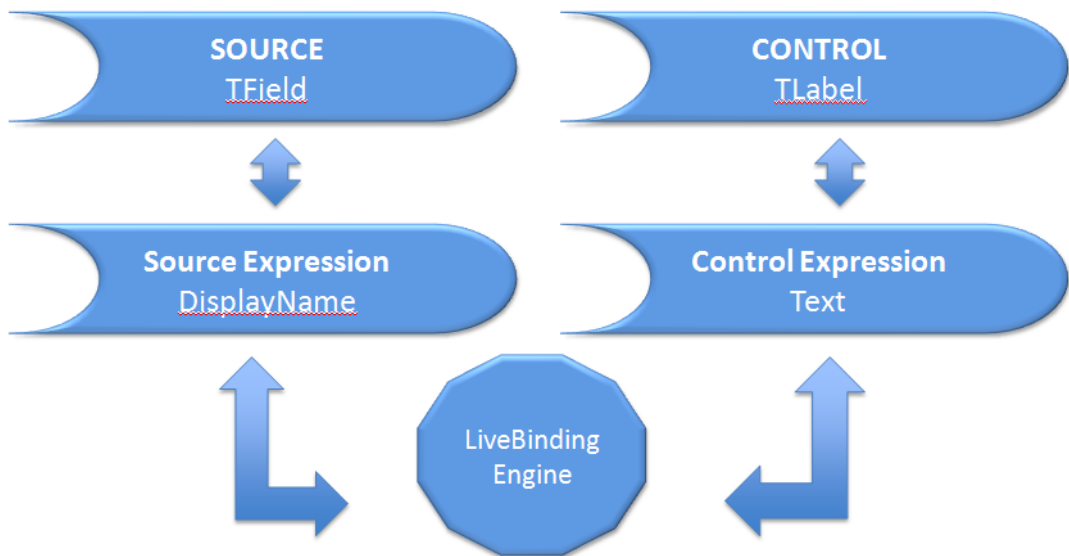 SOURCE
TField
CONTROL
TLabel
Source Expression
DisplayName
Control Expression
Text
LiveBinding
Engine